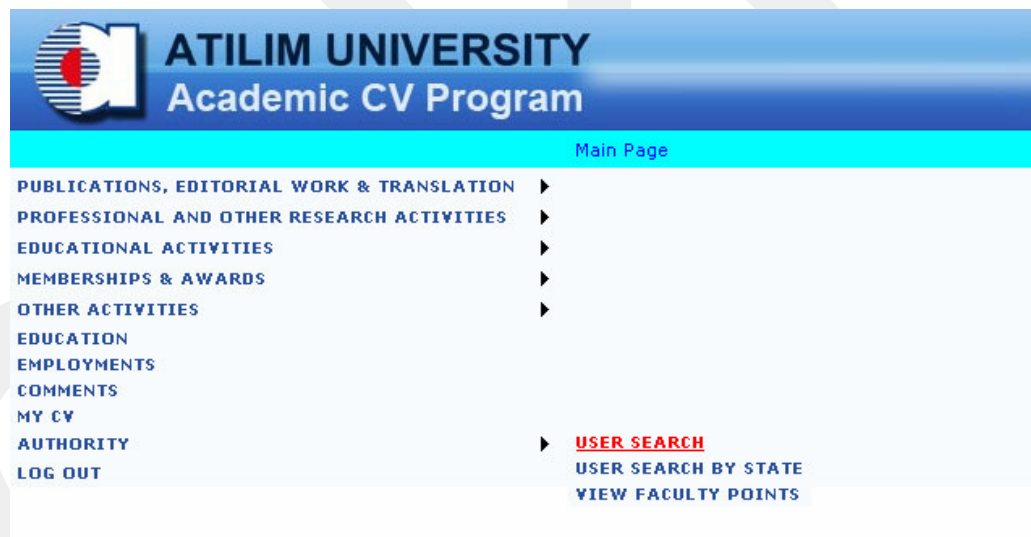 ATILIM UNIVERSITY
Academic CV Program
Main Page
PUBLICATIONS, EDITORIAL WORK & TRANSLATION
PROFESSIONAL AND OTHER RESEARCH ACTIVITIES
EDUCATIONAL ACTIVITIES
MEMBERSHIPS & AWARDS
OTHER ACTIVITIES
EDUCATION
EMPLOYMENTS
COMMENTS
MY CV
AUTHORITY
USER SEARCH
LOG OUT
USER SEARCH BY STATE
VIEW FACULTY POINTS